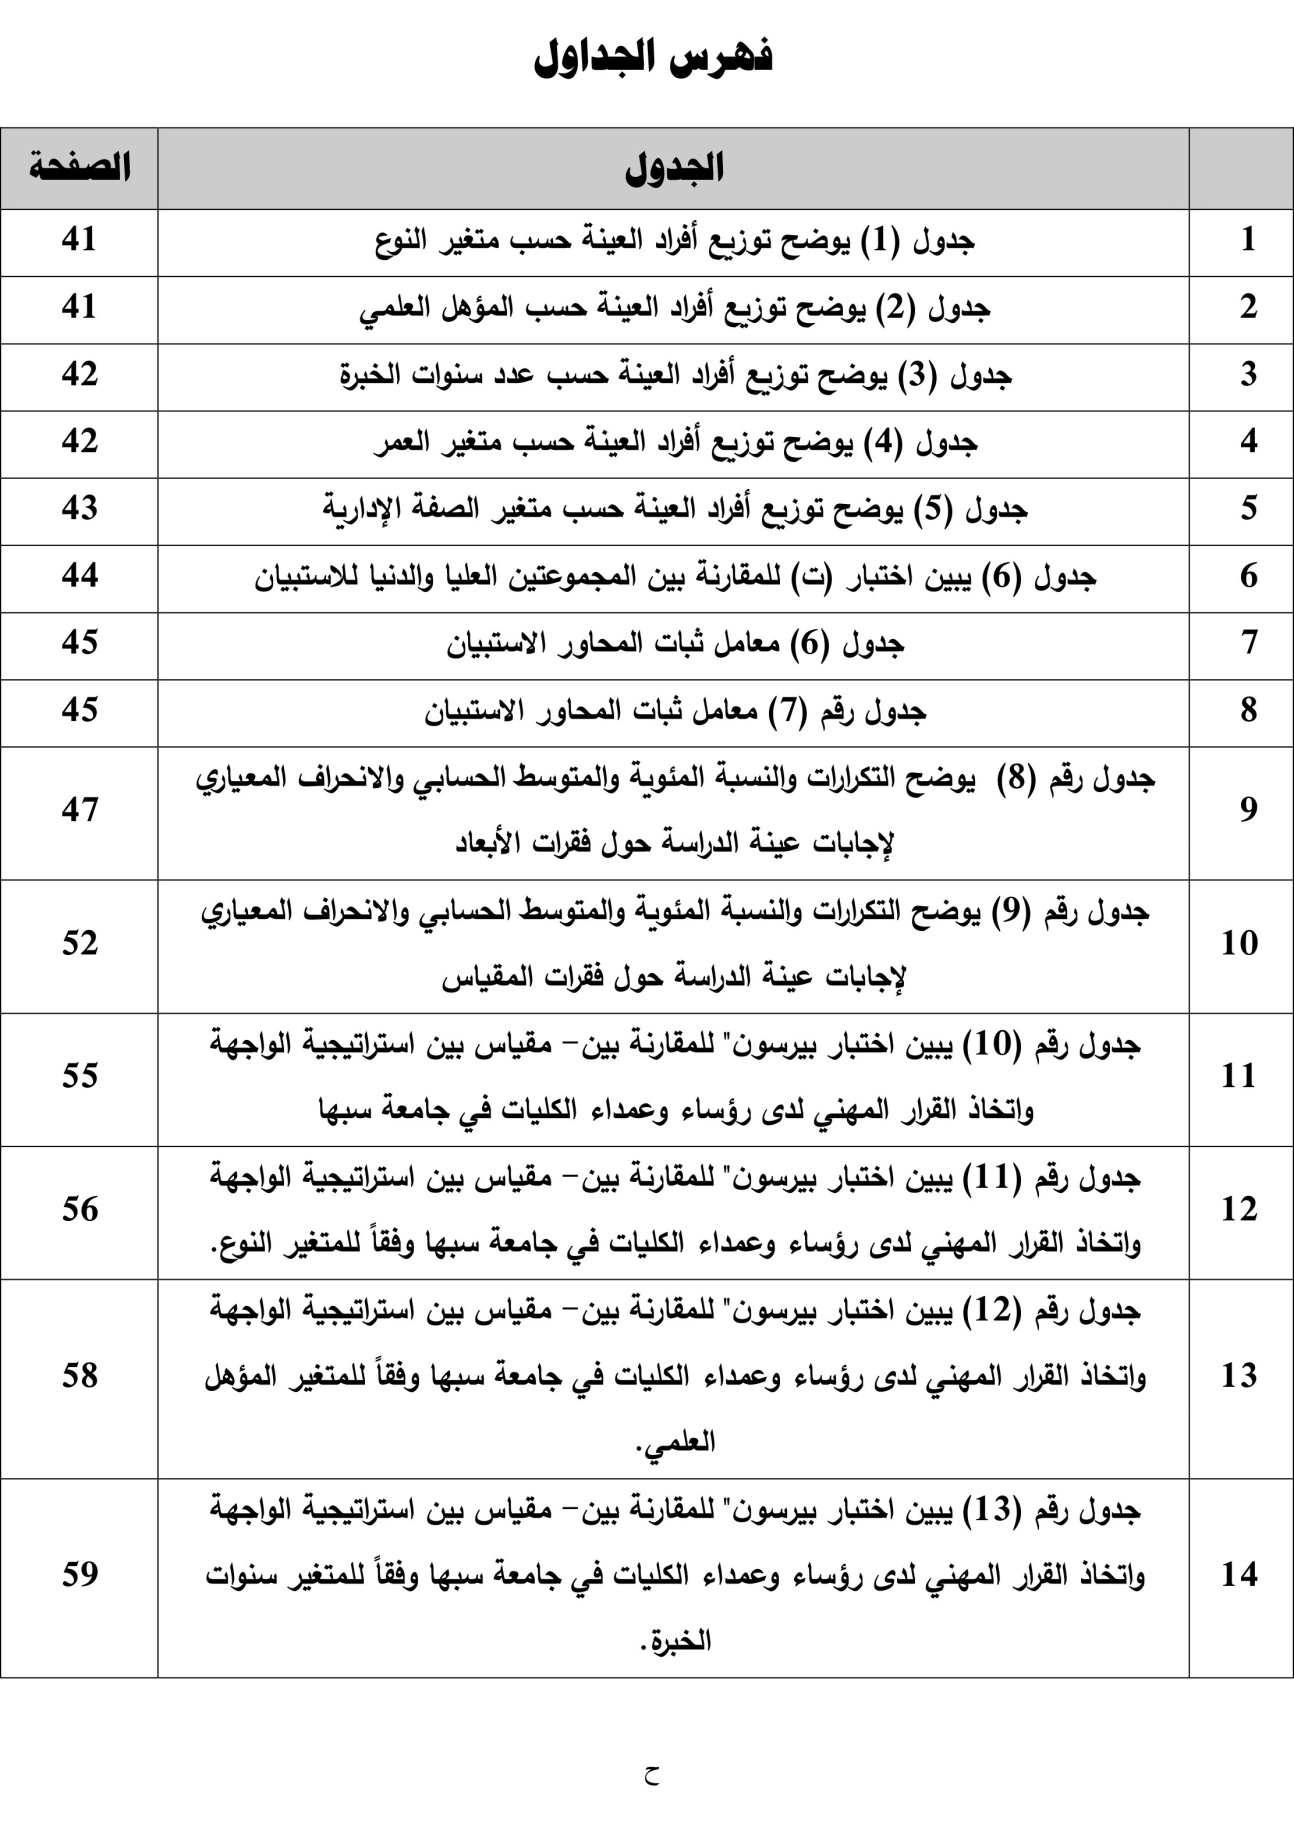 فهرس الجداول
الجدول الصفحة
1 جدول (1) يوضح توزيع أفراد العينة حسب متغير النوع 41
2 جدول (2) يوضح توزيع أفراد العينة حسب المؤهل العلمي 41
3 جدول (3) يوضح توزيع أفراد العينة حسب عدد سنوات الخبرة 42
4 جدول (4) يوضح توزيع أفراد العينة حسب متغير العمر 42
5 جدول (5) يوضح توزيع أفراد العينة حسب متغير الصفة الإدارية 43
6 جدول (6) يبين اختبار (ت) للمقارنة بين المجموعتين العليا والدنيا للاستبيان 44
7 جدول (6) معامل ثبات المحاور الاستبيان 45
8 جدول رقم (7) معامل ثبات المحاور الاستبيان 45
9 جدول رقم (8) يوضح التكرارات والنسبة المئوية والمتوسط الحسابي والانحراف المعياري
لإجابات عينة الدراسة حول فقرات الأبعاد 47
10 جدول رقم (9) يوضح التكرارات والنسبة المئوية والمتوسط الحسابي والانحراف المعياري
لإجابات عينة الدراسة حول فقرات المقياس 52
11 جدول رقم (10) يبين اختبار بيرسون" للمقارنة بين– مقياس بين استراتيجية الواجهة
واتخاذ القرار المهني لدى رؤساء وعمداء الكليات في جامعة سبها 55
12 جدول رقم (11) يبين اختبار بيرسون" للمقارنة بين– مقياس بين استراتيجية الواجهة
واتخاذ القرار المهني لدى رؤساء وعمداء الكليات في جامعة سبها وفقاً للمتغير النوع. 56
13 جدول رقم (12) يبين اختبار بيرسون" للمقارنة بين– مقياس بين استراتيجية الواجهة
واتخاذ القرار المهني لدى رؤساء وعمداء الكليات في جامعة سبها وفقاً للمتغير المؤهل 58
العلمي.
14 جدول رقم (13) يبين اختبار بيرسون" للمقارنة بين– مقياس بين استراتيجية الواجهة
واتخاذ القرار المهني لدى رؤساء وعمداء الكليات في جامعة سبها وفقاً للمتغير سنوات 59
الخبرة.
ح